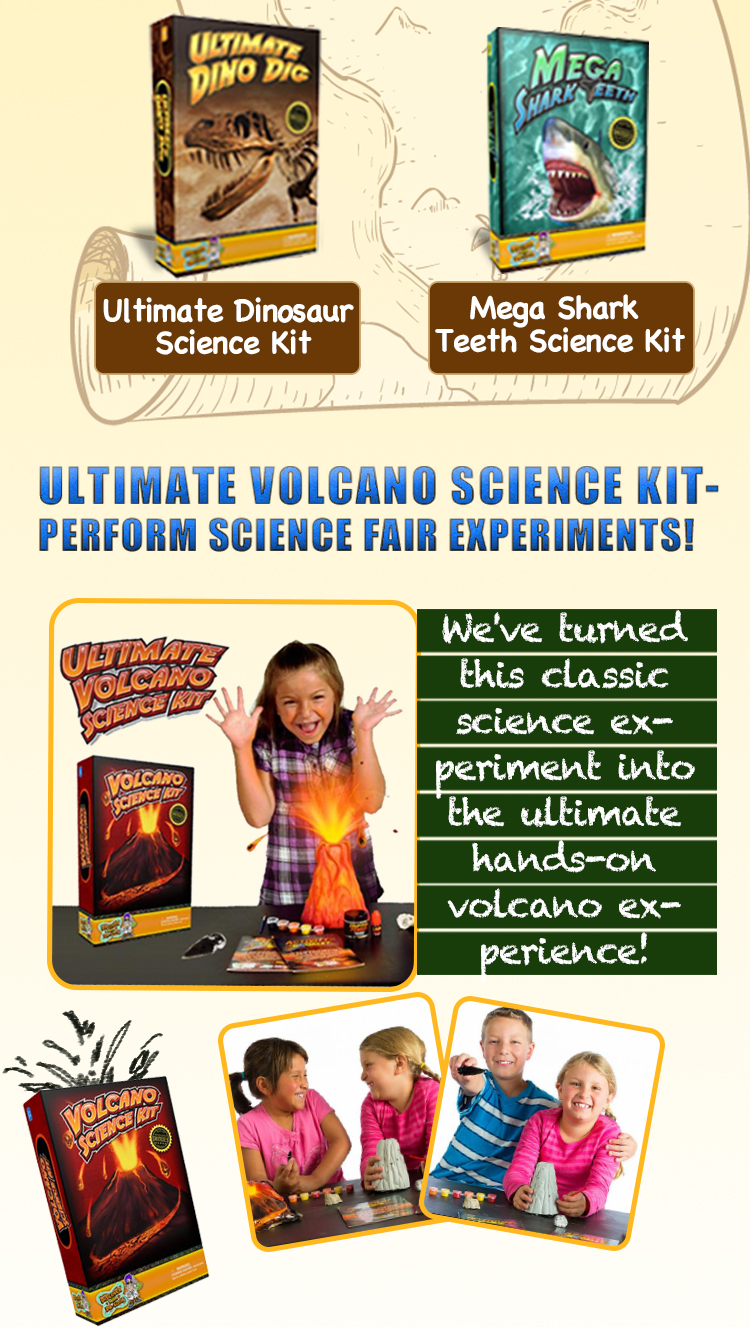 ULTIMATE
DINO DIG
MEGA
SHARK TEETH
Ultimate Dinosaur
Science Kit
Mega Shark
Teeth Science Kit
ULTIMATE VOLCANO SCIENCE KIT-
PERFORM SCIENCE FAIR EXPERIMENTS!
ULTIMATE
VOLCANO
SCIENCE KIT
VOLCANO
SCIENCE KIT
We've turned
this classic
science ex-
periment into
the ultimate
hands-on
volcano ex-
perience!
VOLCANO
SCIENCE KIT